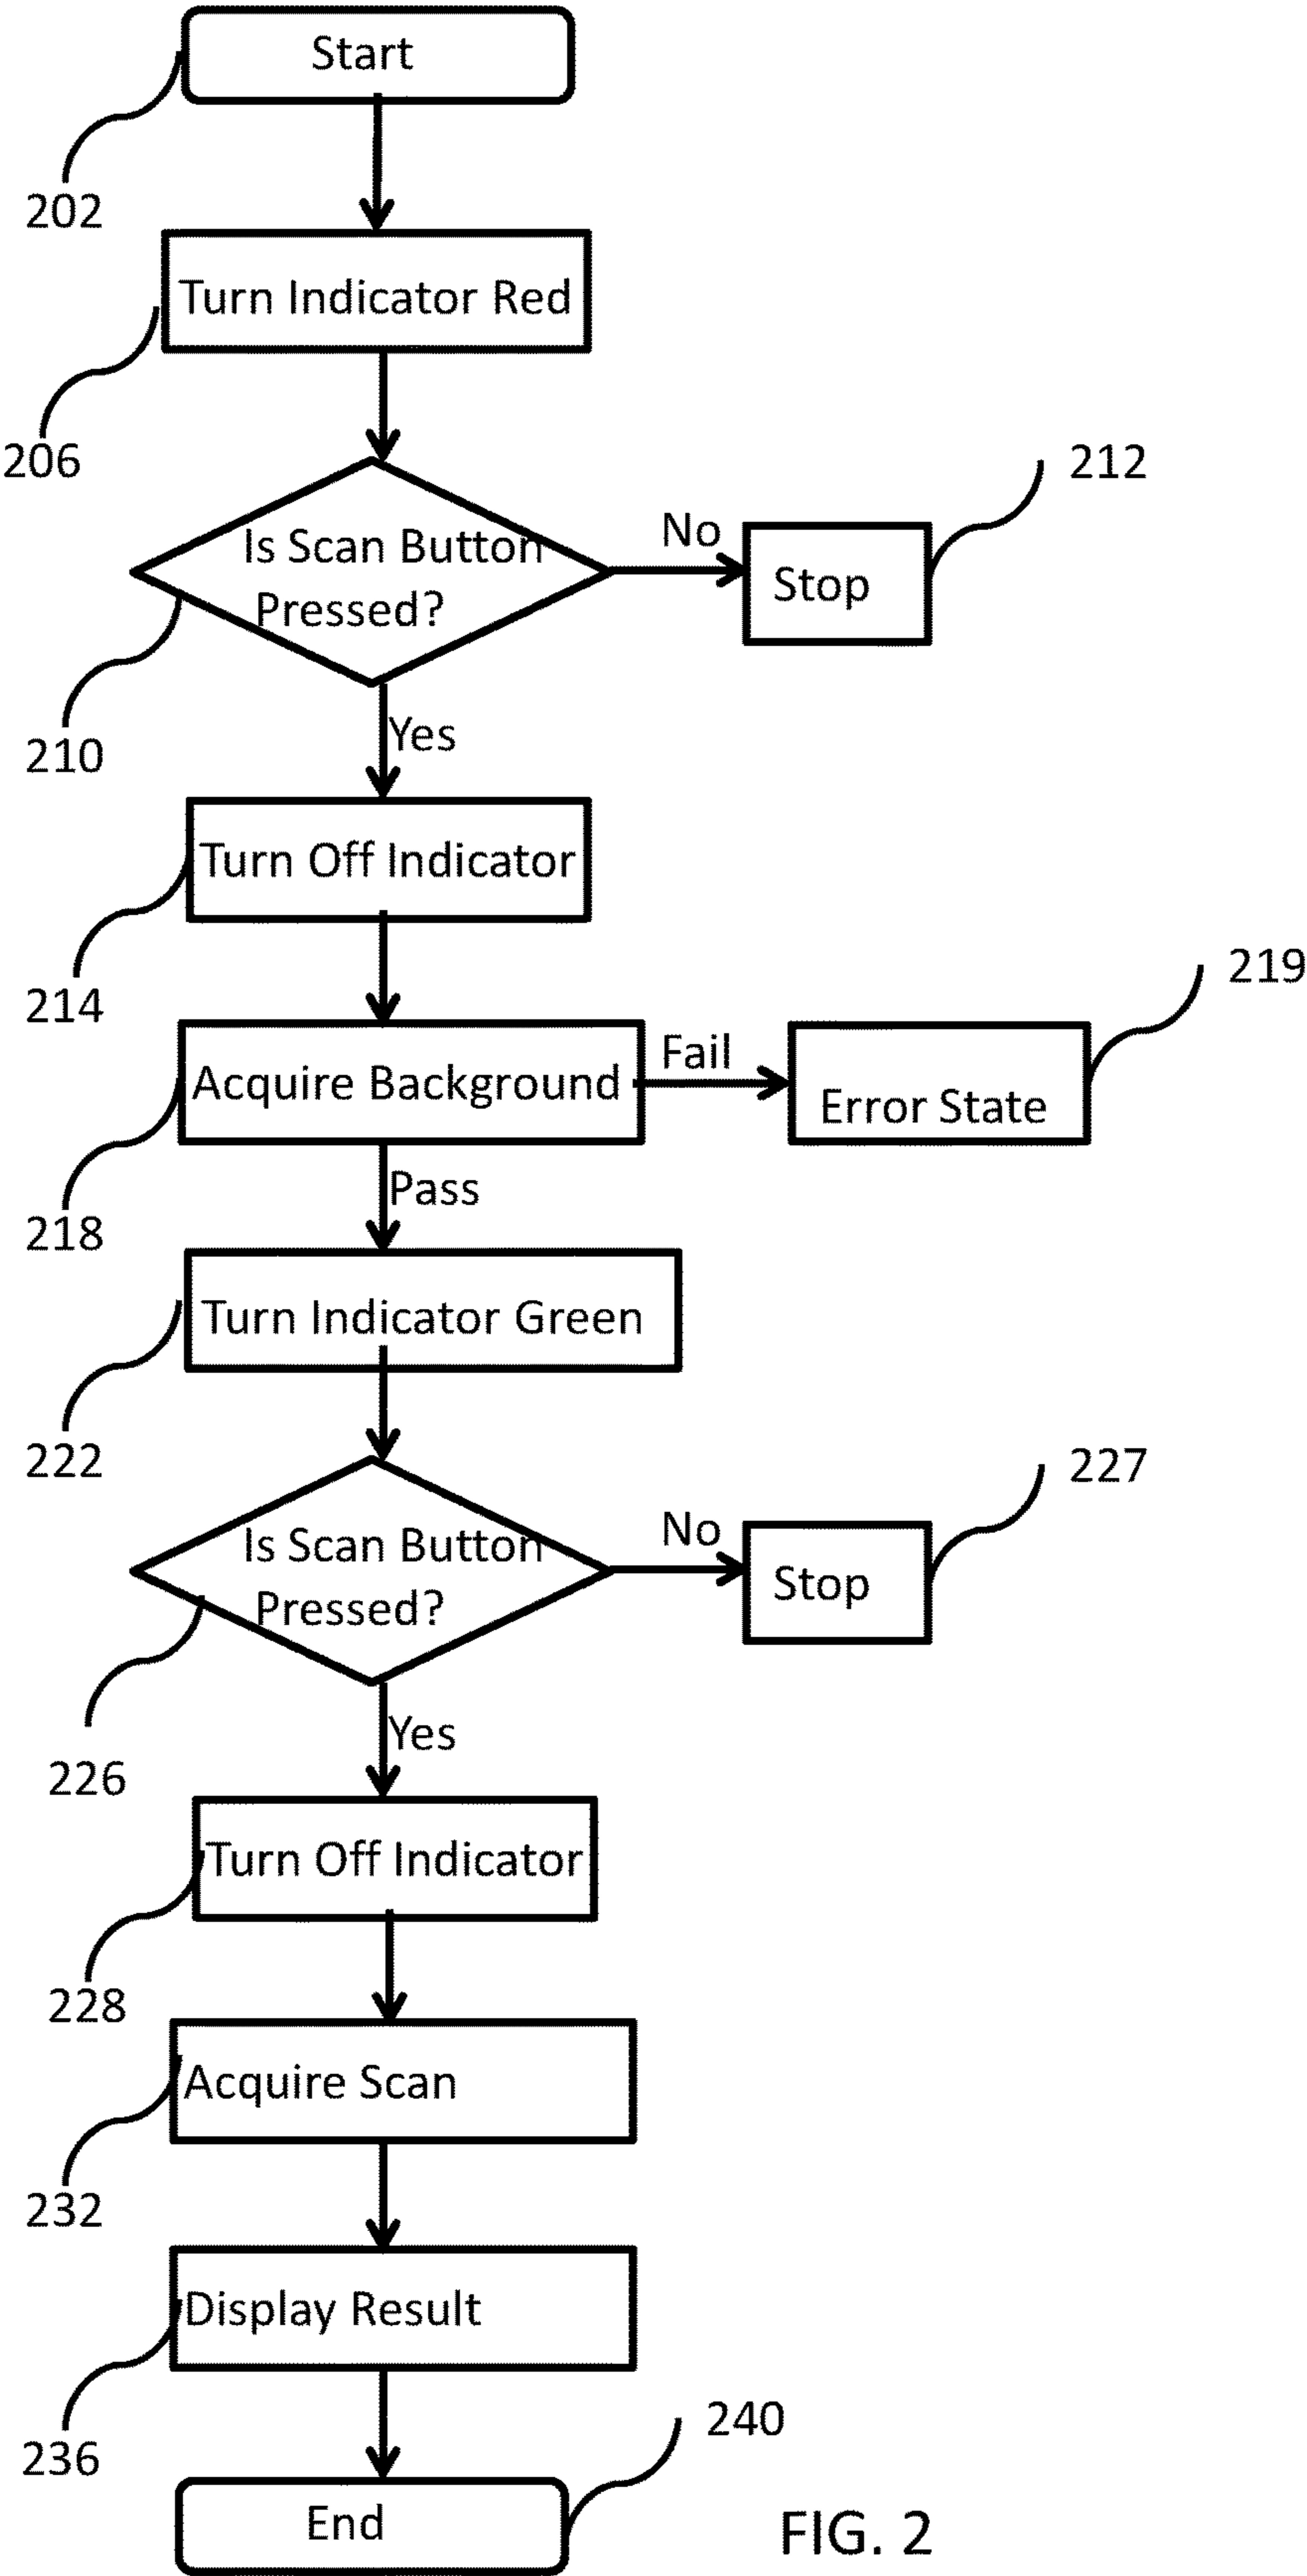 Start
202
Turn Indicator Red
206
212
Is Scan Button
Pressed?
No
Stop
210
Yes
Turn Off Indicator
214
219
Acquire Background
Fail
Error State
218
Pass
Turn Indicator Green
222
227
Is Scan Button
Pressed?
No
Stop
226
Yes
Turn Off Indicator
228
Acquire Scan
232
Display Result
236
240
End
FIG. 2